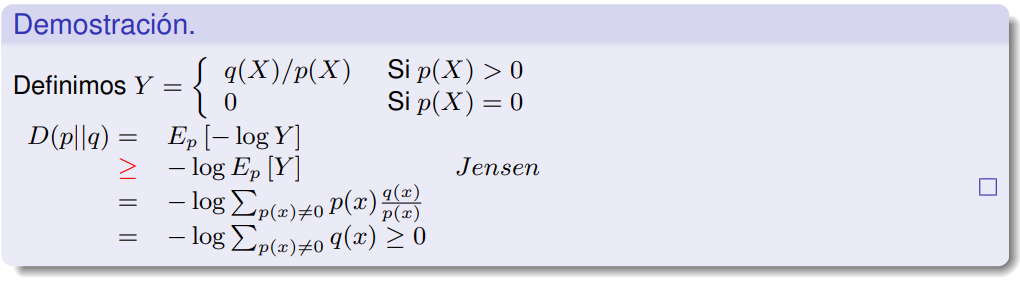 Demostración.
Definimos Y = { q(X)/p(X) Si p(X) > 0
0 Si p(X) = 0
D(p||q) = E_p [− log Y]
≥ − log E_p [Y] Jensen
= − log ∑_{p(x)≠0} p(x) q(x)/p(x)
= − log ∑_{p(x)≠0} q(x) ≥ 0
□